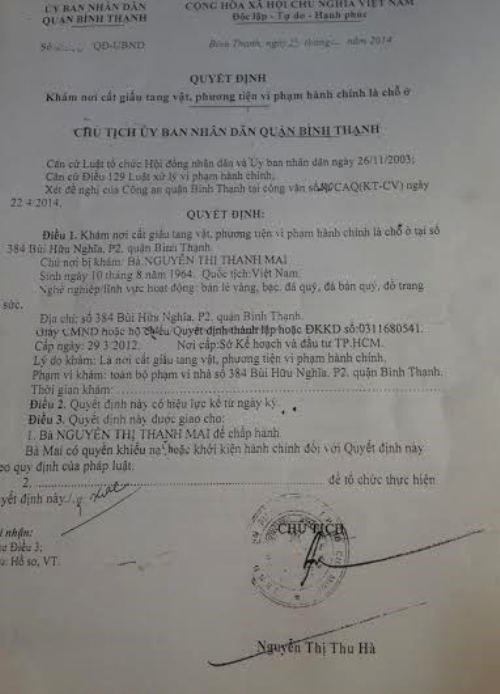 ỦY BAN NHÂN DÂN
QUẬN BÌNH THẠNH
CỘNG HÒA XÃ HỘI CHỦ NGHĨA VIỆT NAM
Độc lập - Tự do - Hạnh phúc
Số QĐ-UBND
Bình Thạnh, ngày 25 tháng năm 2014
QUYẾT ĐỊNH
Khám nơi cất giấu tang vật, phương tiện vi phạm hành chính là chỗ ở
CHỦ TỊCH ỦY BAN NHÂN DÂN QUẬN BÌNH THẠNH
Căn cứ Luật tổ chức Hội đồng nhân dân và Ủy ban nhân dân ngày 26/11/2003;
Căn cứ Điều 129 Luật xử lý vi phạm hành chính;
Xét đề nghị của Công an quận Bình Thạnh tại công văn số CAQ(KT-CV) ngày
22.4.2014.
QUYẾT ĐỊNH:
Điều 1. Khám nơi cất giấu tang vật, phương tiện vi phạm hành chính là chỗ ở tại số
384 Bùi Hữu Nghĩa, P2, quận Bình Thạnh.
Chủ nơi bị khám: Bà NGUYỄN THỊ THANH MAI
Sinh ngày 10 tháng 8 năm 1964. Quốc tịch: Việt Nam.
Nghề nghiệp/lĩnh vực hoạt động: bán lẻ vàng, bạc, đá quý, đá bán quý, đồ trang
sức.
Địa chỉ: số 384 Bùi Hữu Nghĩa, P2, quận Bình Thạnh.
Giấy CMND hoặc hộ chiếu/Quyết định thành lập hoặc ĐKKD số:0311680541.
Cấp ngày: 29.3.2012. Nơi cấp:Sở Kế hoạch và đầu tư TP.HCM.
Lý do khám: Là nơi cất giấu tang vật, phương tiện vi phạm hành chính.
Phạm vi khám: toàn bộ phạm vi nhà số 384 Bùi Hữu Nghĩa, P2, quận Bình Thạnh.
Thời gian khám:
Điều 2. Quyết định này có hiệu lực kể từ ngày ký.
Điều 3. Quyết định này được giao cho:
1. Bà NGUYỄN THỊ THANH MAI để chấp hành.
Bà Mai có quyền khiếu nại hoặc khởi kiện hành chính đối với Quyết định này
eo quy định của pháp luật.
2. để tổ chức thực hiện
yết định này./.
i nhận:
o Điều 3;
u: Hồ sơ, VT.
CHỦ TỊCH
Nguyễn Thị Thu Hà